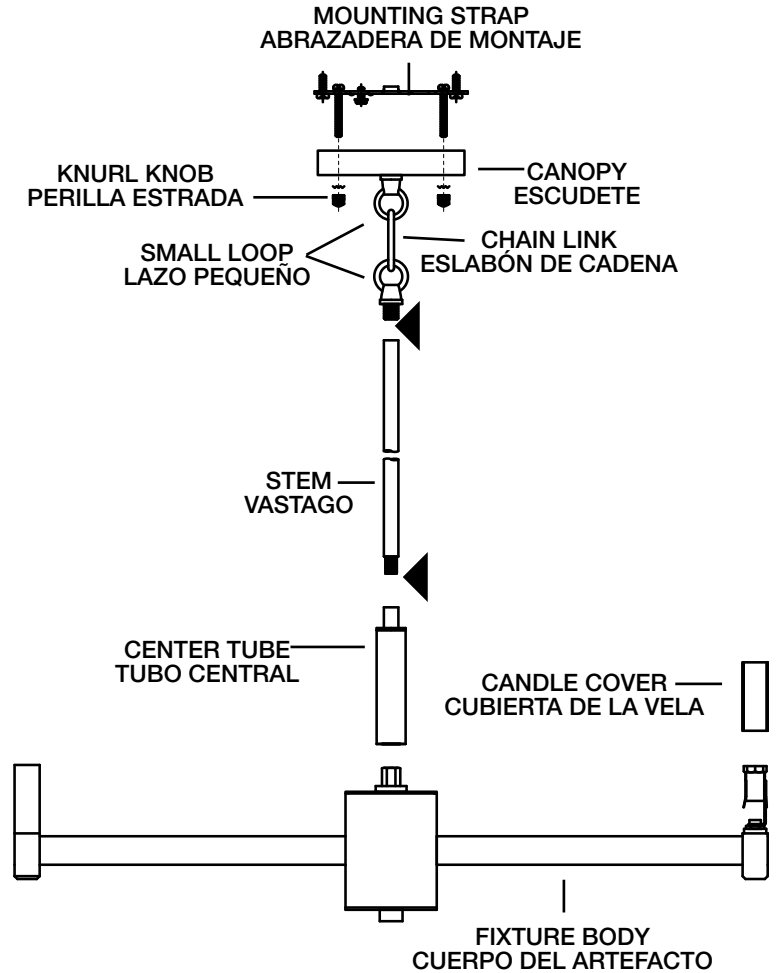 MOUNTING STRAP
ABRAZADERA DE MONTAJE
KNURL KNOB
PERILLA ESTRADA
CANOPY
ESCUDETE
SMALL LOOP
LAZO PEQUEÑO
CHAIN LINK
ESLABÓN DE CADENA
STEM
VASTAGO
CENTER TUBE
TUBO CENTRAL
CANDLE COVER
CUBIERTA DE LA VELA
FIXTURE BODY
CUERPO DEL ARTEFACTO